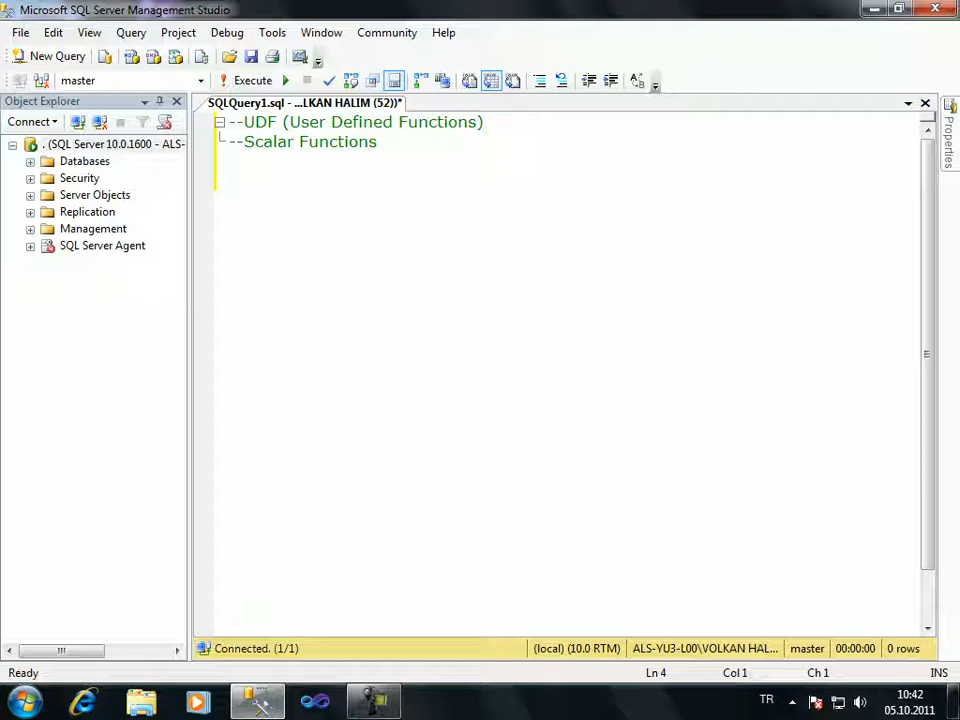 Microsoft SQL Server Management Studio
File Edit View Query Project Debug Tools Window Community Help
New Query
master Execute
Object Explorer
SQLQuery1.sql - ...LKAN HALIM (52))*
Connect
. (SQL Server 10.0.1600 - ALS-
Databases
Security
Server Objects
Replication
Management
SQL Server Agent
--UDF (User Defined Functions)
--Scalar Functions
Properties
Connected. (1/1) (local) (10.0 RTM) ALS-YU3-L00\VOLKAN HAL... master 00:00:00 0 rows
Ready Ln 4 Col 1 Ch 1 INS
TR 10:42
05.10.2011